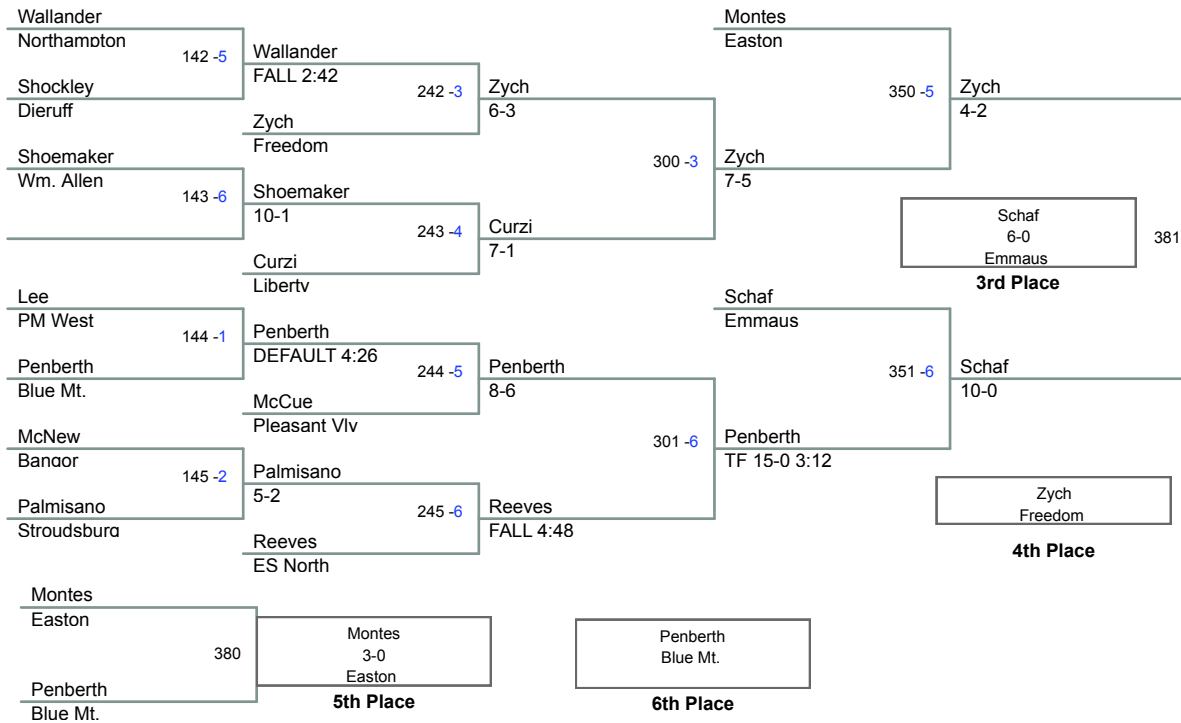 Wallander
Northampton
142 -5
Shockley
Dieruff
Wallander
FALL 2:42
242 -3
Zych
Freedom
Shoemaker
Wm. Allen
143 -6
Shoemaker
10-1
243 -4
Curzi
Liberty
Zych
6-3
300 -3
Curzi
7-1
Zych
7-5
Montes
Easton
350 -5
Zych
4-2
Schaf
6-0
Emmaus
381
3rd Place
Lee
PM West
144 -1
Penberth
Blue Mt.
Penberth
DEFAULT 4:26
244 -5
McCue
Pleasant Vly
McNew
Bangor
145 -2
Palmisano
Stroudsburg
Palmisano
5-2
245 -6
Reeves
ES North
Penberth
8-6
301 -6
Reeves
FALL 4:48
Schaf
Emmaus
351 -6
Penberth
TF 15-0 3:12
Schaf
10-0
Zych
Freedom
4th Place
Montes
Easton
380
Penberth
Blue Mt.
Montes
3-0
Easton
5th Place
Penberth
Blue Mt.
6th Place